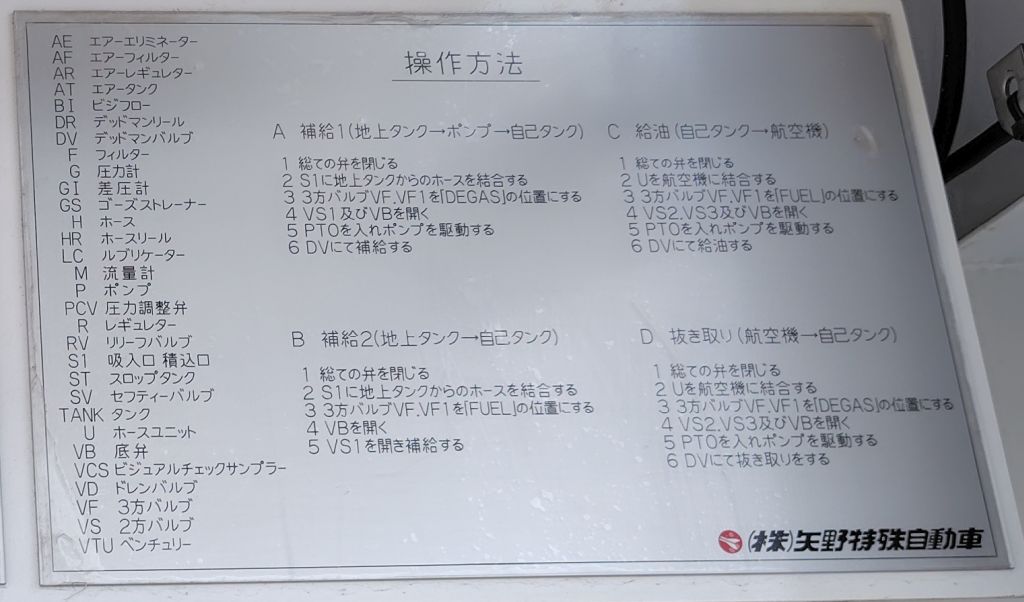 AE エアーエリミネーター
AF エアーフィルター
AR エアーレギュレター
AT エアータンク
BI ビジフロー
DR デッドマンリール
DV デッドマンバルブ
F フィルター
G 圧力計
GI 差圧計
GS ゴーズストレーナー
H ホース
HR ホースリール
LC ルブリケーター
M 流量計
P ポンプ
PCV 圧力調整弁
R レギュレター
RV リリーフバルブ
S1 吸入口 積込口
ST スロップタンク
SV セフティーバルブ
TANK タンク
U ホースユニット
VB 底弁
VCS ビジュアルチェックサンプラー
VD ドレンバルブ
VF 3方バルブ
VS 2方バルブ
VTU ベンチュリー
操作方法
A 補給1(地上タンク→ポンプ→自己タンク)
1 総ての弁を閉じる
2 S1に地上タンクからのホースを結合する
3 3方バルブVF.VF1を「DEGAS」の位置にする
4 VS1及びVBを開く
5 PTOを入れポンプを駆動する
6 DVにて補給する
B 補給2(地上タンク→自己タンク)
1 総ての弁を閉じる
2 S1に地上タンクからのホースを結合する
3 3方バルブVF.VF1を「FUEL」の位置にする
4 VBを開く
5 VS1を開き補給する
C 給油(自己タンク→航空機)
1 総ての弁を閉じる
2 Uを航空機に結合する
3 3方バルブVF.VF1を「FUEL」の位置にする
4 VS2.VS3及びVBを開く
5 PTOを入れポンプを駆動する
6 DVにて給油する
D 抜き取り(航空機→自己タンク)
1 総ての弁を閉じる
2 Uを航空機に結合する
3 3方バルブVF.VF1を「DEGAS」の位置にする
4 VS2.VS3及びVBを開く
5 PTOを入れポンプを駆動する
6 DVにて抜き取りをする
(株)矢野特殊自動車